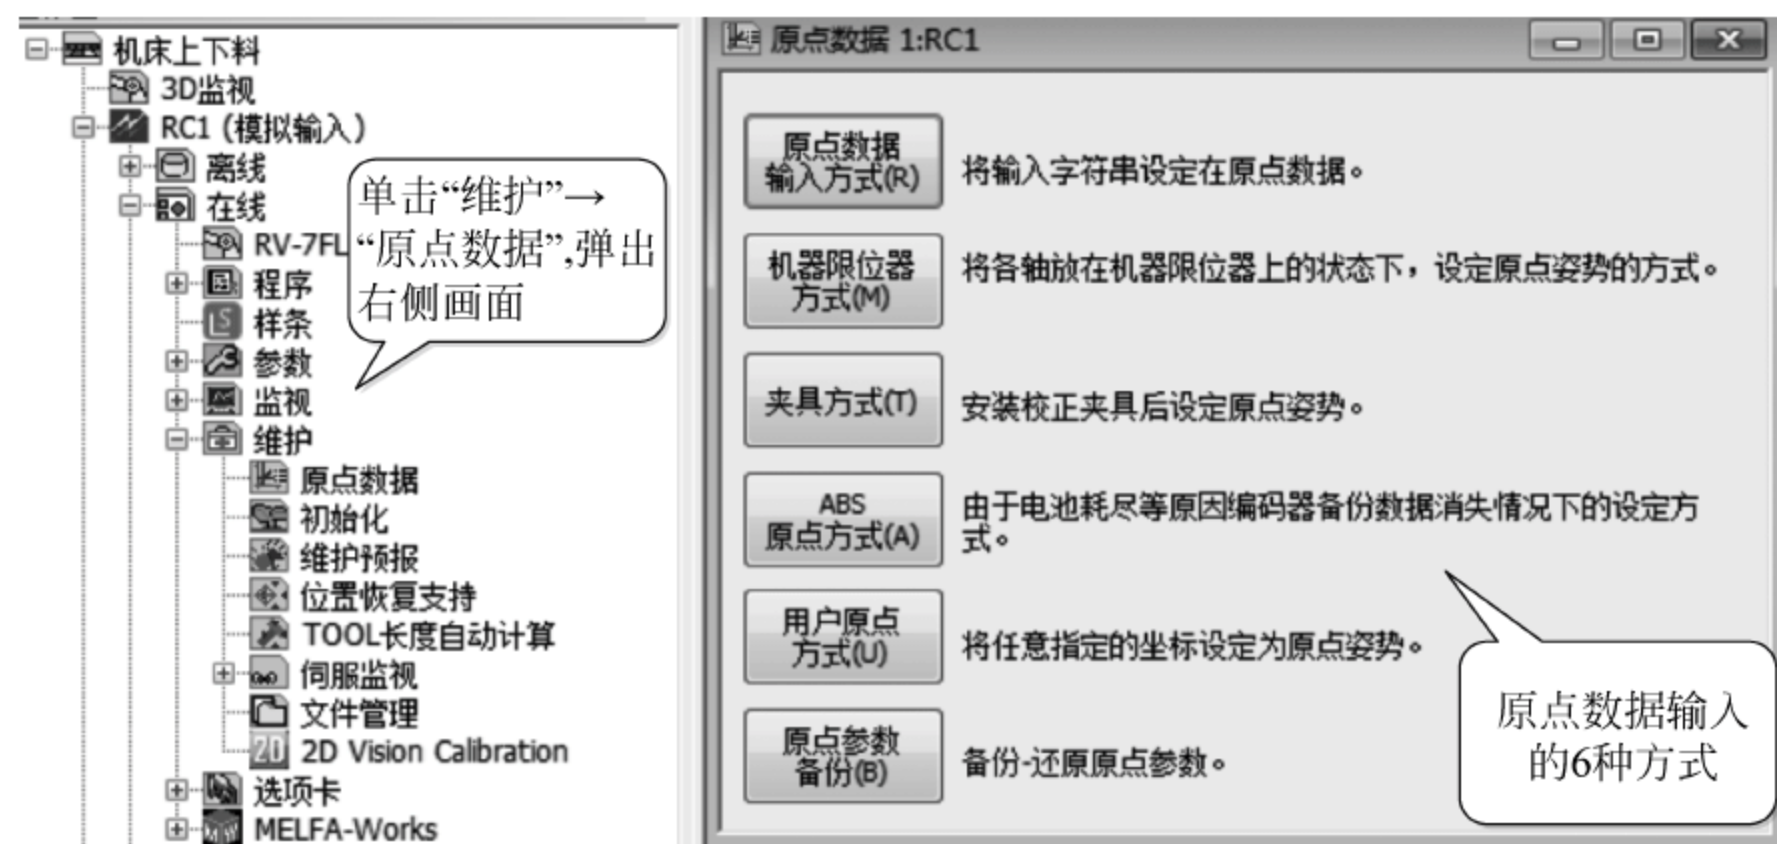 机床上下料
3D监视
RC1 (模拟输入)
离线
在线
RV-7FL
程序
样条
参数
监视
维护
原点数据
初始化
维护预报
位置恢复支持
TOOL长度自动计算
伺服监视
文件管理
2D Vision Calibration
选项卡
MELFA-Works
单击“维护”→
“原点数据”,弹出
右侧画面
原点数据 1:RC1
原点数据
输入方式(R)
将输入字符串设定在原点数据。
机器限位器
方式(M)
将各轴放在机器限位器上的状态下，设定原点姿势的方式。
夹具方式(T)
安装校正夹具后设定原点姿势。
ABS
原点方式(A)
由于电池耗尽等原因编码器备份数据消失情况下的设定方
式。
用户原点
方式(U)
将任意指定的坐标设定为原点姿势。
原点参数
备份(B)
备份-还原原点参数。
原点数据输入
的6种方式